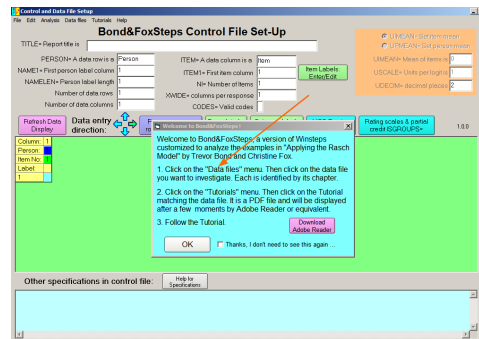 Control and Data File Setup
File Edit Analysis Data files Tutorials Help
Bond&FoxSteps Control File Set-Up
TITLE= Report title is
UIMEAN= Set item mean
UPMEAN= Set person mean
PERSON= A data row is a Person
ITEM= A data column is a Item
UIMEAN= Mean of items is 0
NAME1= First person label column 1
ITEM1= First item column 1
Item Labels: Enter/Edit
USCALE= Units per logit is 1
NAMELEN= Person label length 1
NI= Number of items 1
UDECIM= decimal places 2
Number of data rows 1
XWIDE= columns per response 1
Number of data columns 1
CODES= Valid codes
Refresh Data Display
Data entry direction:
Rating scales & partial credit ISGROUPS=
1.0.0
Column: 1
Person:
Item No: 1
Label:
1
Welcome to Bond&FoxSteps!
Welcome to Bond&FoxSteps, a version of Winsteps
customized to analyze the examples in "Applying the Rasch
Model" by Trevor Bond and Christine Fox.
1. Click on the "Data files" menu. Then click on the data file
you want to investigate. Each is identified by its chapter.
2. Click on the "Tutorials" menu. Then click on the Tutorial
matching the data file. It is a PDF file and will be displayed
after a few moments by Adobe Reader or equivalent.
3. Follow the Tutorial.
Download
Adobe Reader
OK
Thanks, I don't need to see this again ...
Other specifications in control file:
Help for
Specifications